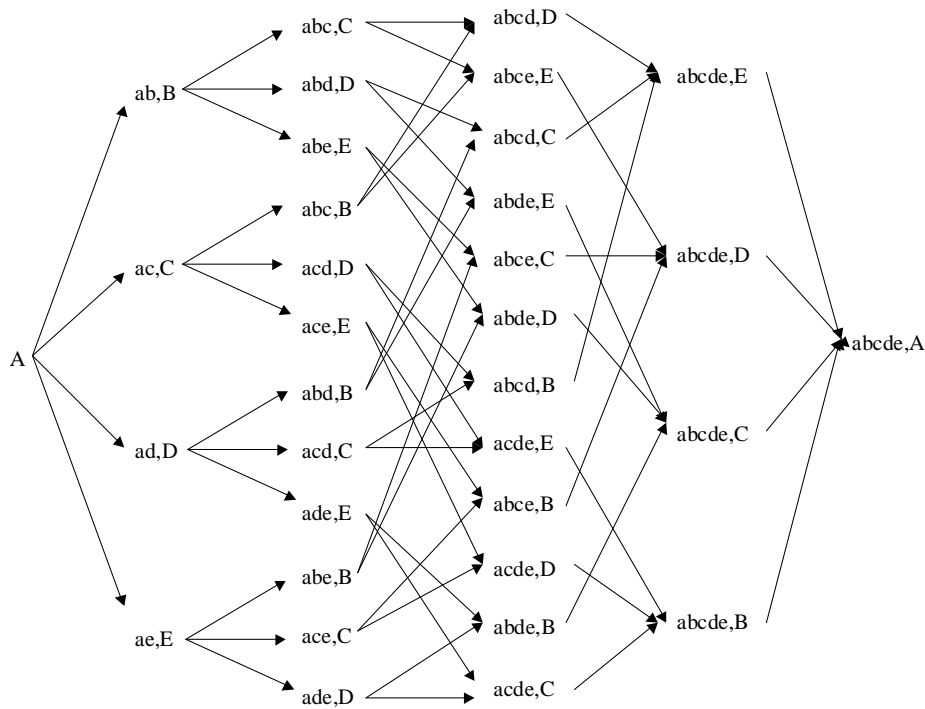 A
ab,B
ac,C
ad,D
ae,E
abc,C
abd,D
abe,E
abc,B
acd,D
ace,E
abd,B
acd,C
ade,E
abe,B
ace,C
ade,D
abcd,D
abce,E
abcd,C
abde,E
abce,C
abde,D
abcd,B
acde,E
abce,B
acde,D
abde,B
acde,C
abcde,E
abcde,D
abcde,C
abcde,B
abcde,A